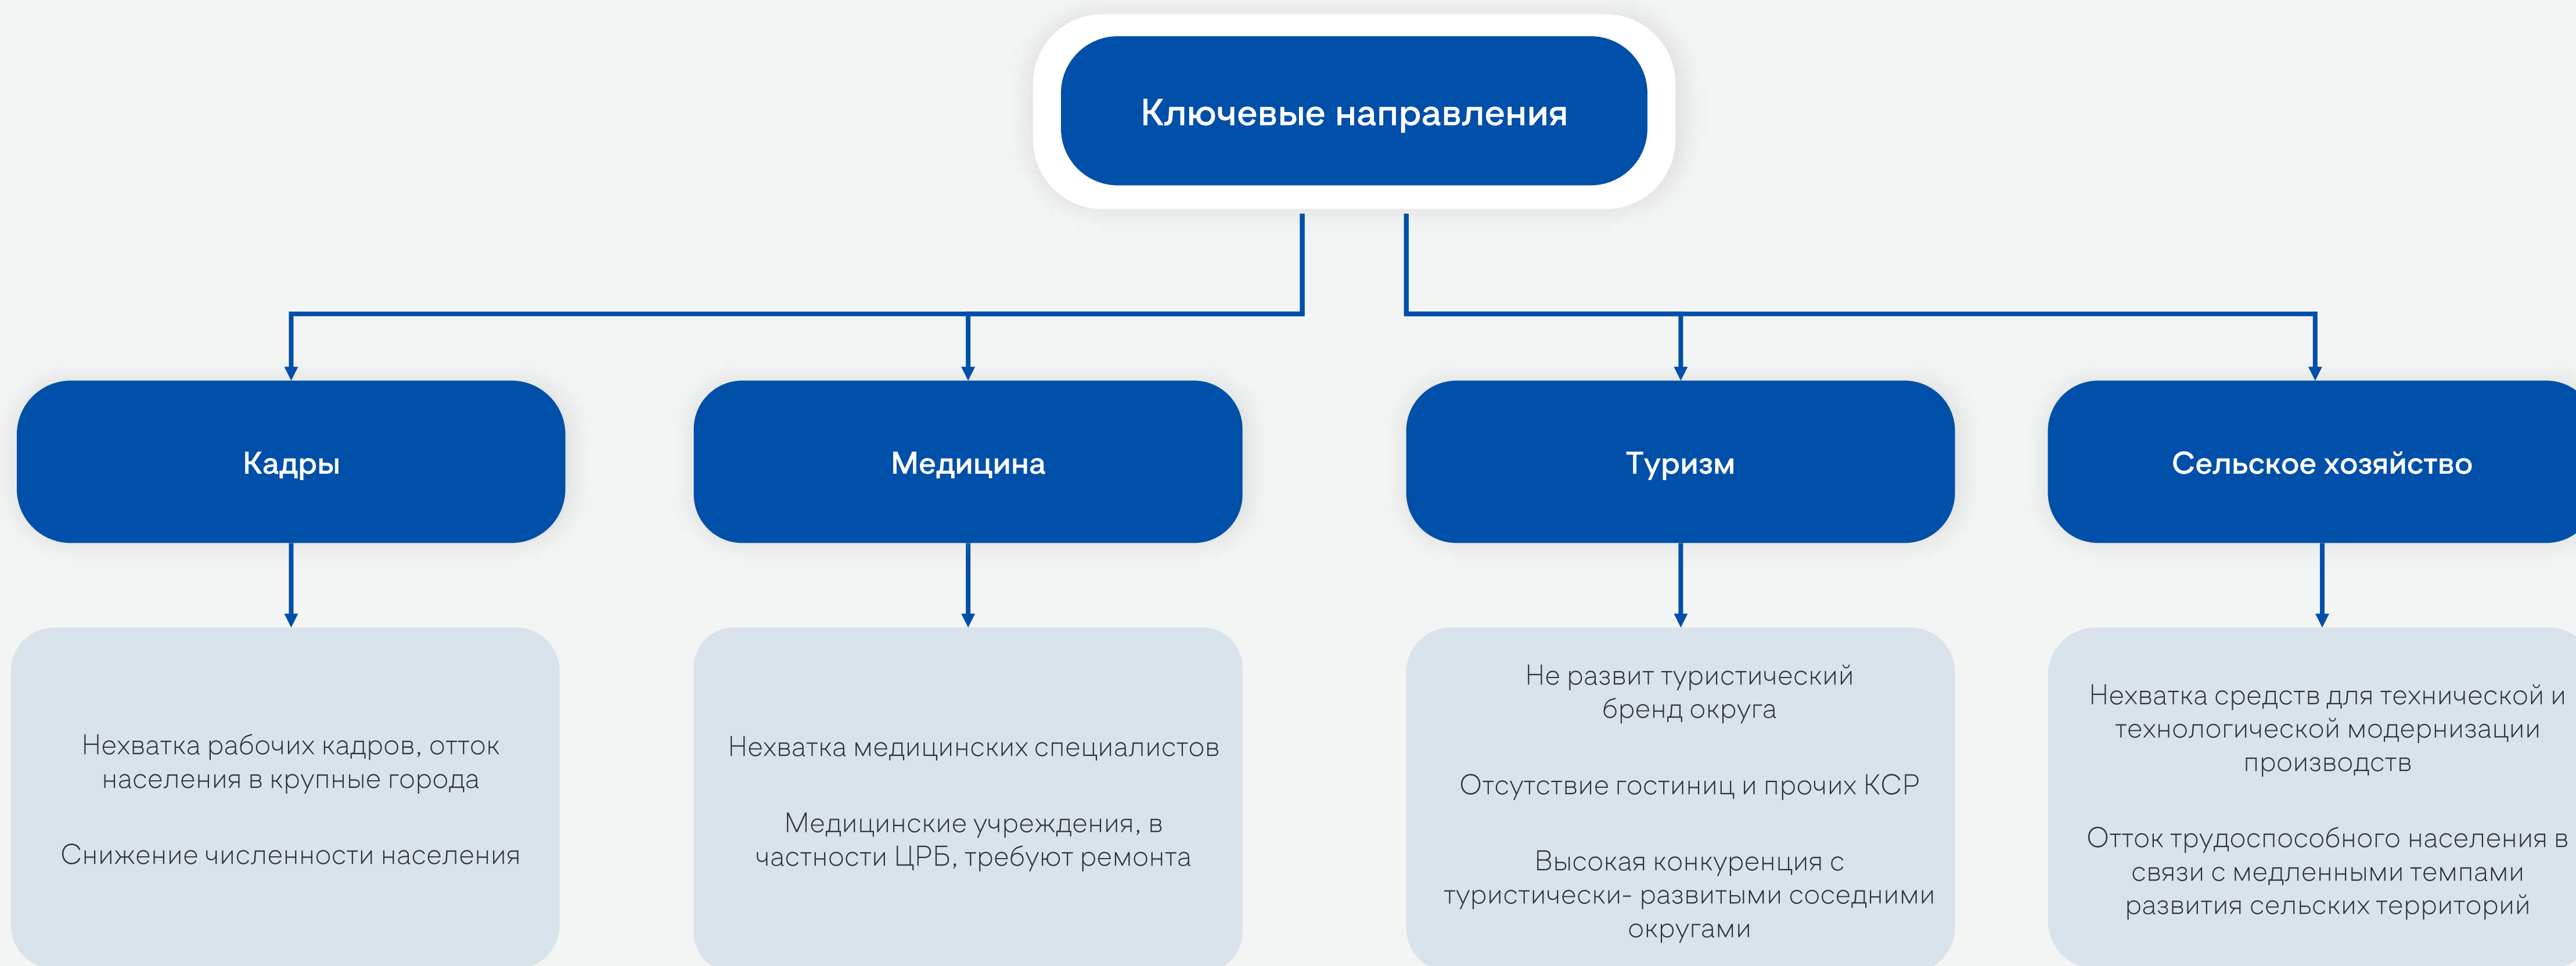 Ключевые направления
Кадры
Медицина
Туризм
Сельское хозяйство
Нехватка рабочих кадров, отток
населения в крупные города
Снижение численности населения
Нехватка медицинских специалистов
Медицинские учреждения, в
частности ЦРБ, требуют ремонта
Не развит туристический
бренд округа
Отсутствие гостиниц и прочих КСР
Высокая конкуренция с
туристически- развитыми соседними
округами
Нехватка средств для технической и
технологической модернизации
производств
Отток трудоспособного населения в
связи с медленными темпами
развития сельских территорий